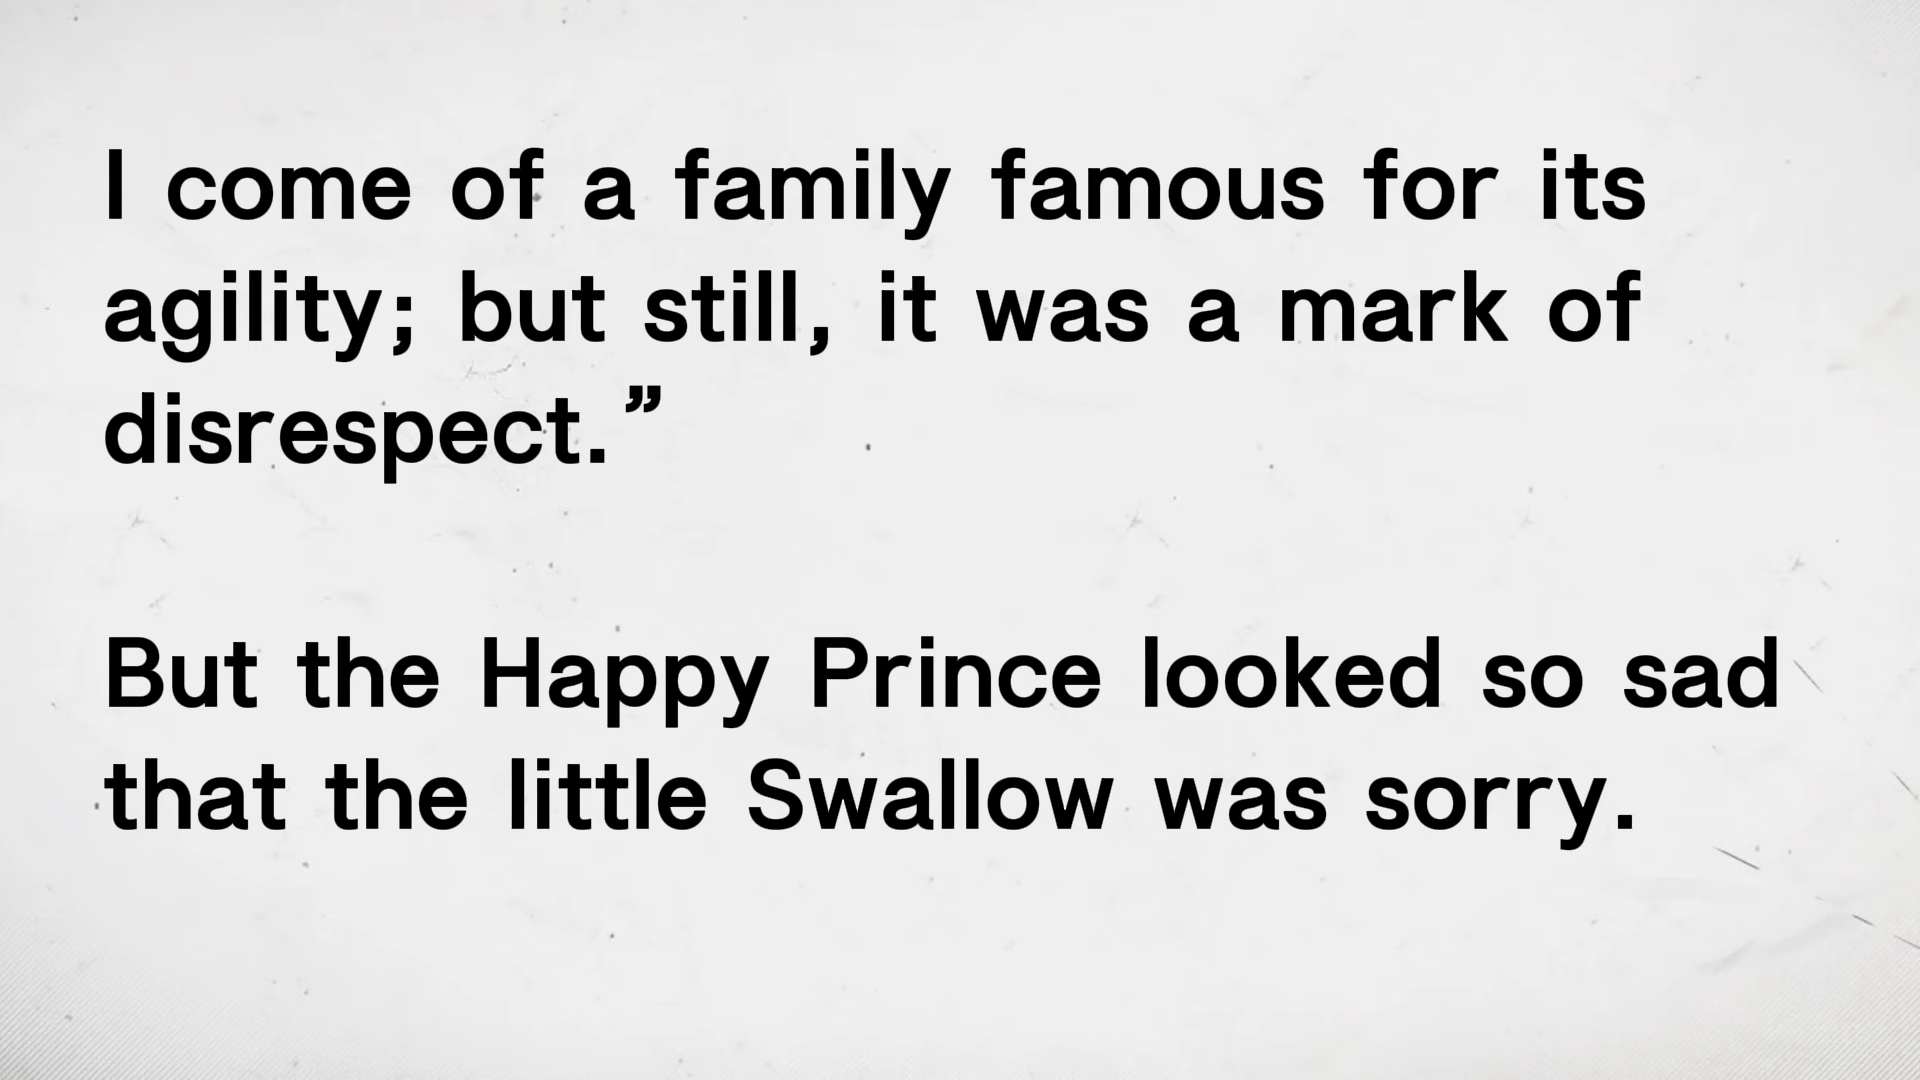 I come of a family famous for its
agility; but still, it was a mark of
disrespect.”
But the Happy Prince looked so sad
that the little Swallow was sorry.